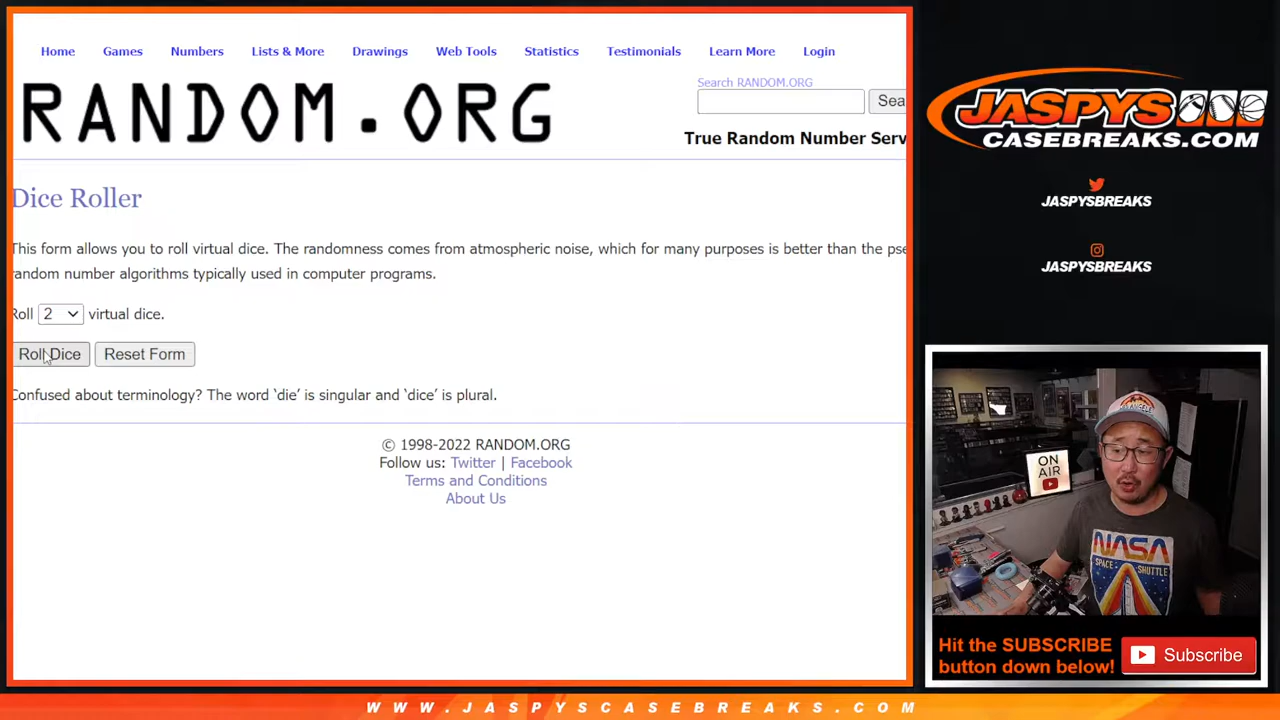 Home Games Numbers Lists & More Drawings Web Tools Statistics Testimonials Learn More Login
RANDOM.ORG
Search RANDOM.ORG
Sea
True Random Number Serv
Dice Roller
This form allows you to roll virtual dice. The randomness comes from atmospheric noise, which for many purposes is better than the pse
random number algorithms typically used in computer programs.
Roll 2 virtual dice.
Roll Dice Reset Form
Confused about terminology? The word ‘die’ is singular and ‘dice’ is plural.
© 1998-2022 RANDOM.ORG
Follow us: Twitter | Facebook
Terms and Conditions
About Us
JASPYS
CASEBREAKS.COM
JASPYSBREAKS
JASPYSBREAKS
ON
AIR
NASA
SPACE SHUTTLE
Hit the SUBSCRIBE
button down below!
Subscribe
WWW.JASPYSCASEBREAKS.COM